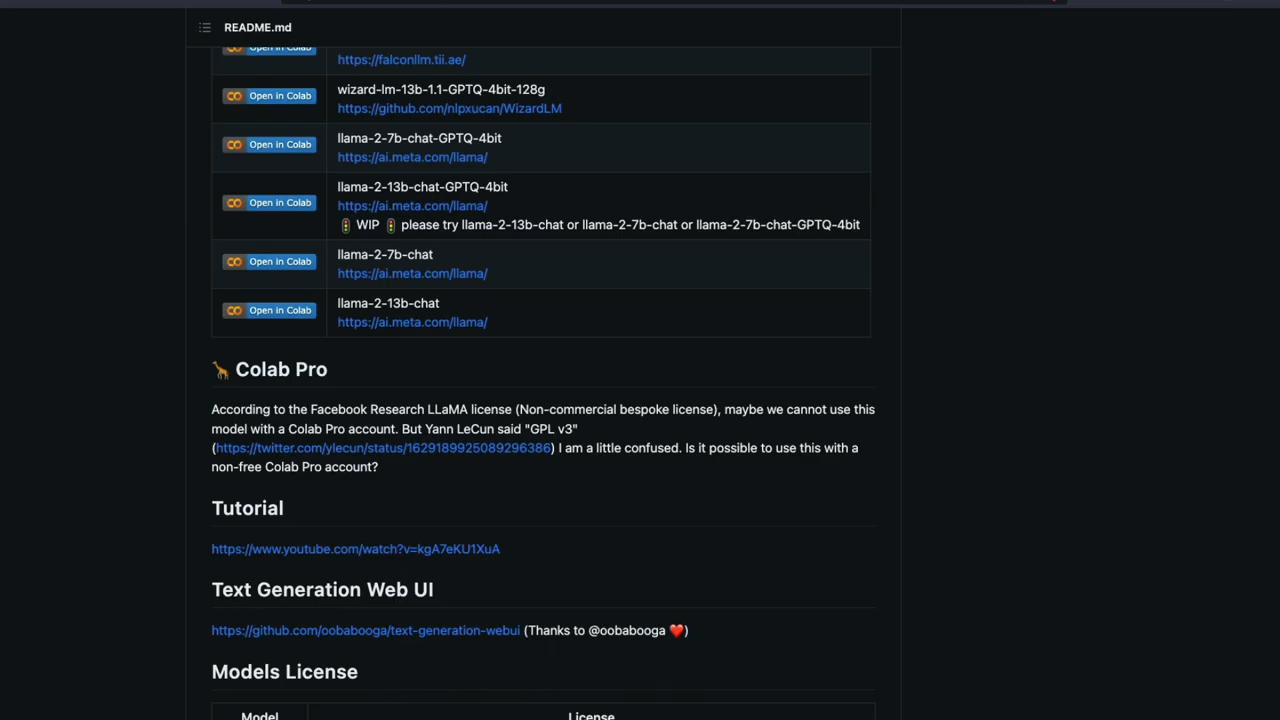 README.md
Open in Colab
https://falconllm.tii.ae/
Open in Colab
wizard-lm-13b-1.1-GPTQ-4bit-128g
https://github.com/nlpxucan/WizardLM
Open in Colab
llama-2-7b-chat-GPTQ-4bit
https://ai.meta.com/llama/
Open in Colab
llama-2-13b-chat-GPTQ-4bit
https://ai.meta.com/llama/
🚦 WIP 🚦 please try llama-2-13b-chat or llama-2-7b-chat or llama-2-7b-chat-GPTQ-4bit
Open in Colab
llama-2-7b-chat
https://ai.meta.com/llama/
Open in Colab
llama-2-13b-chat
https://ai.meta.com/llama/
🦒 Colab Pro
According to the Facebook Research LLaMA license (Non-commercial bespoke license), maybe we cannot use this
model with a Colab Pro account. But Yann LeCun said "GPL v3"
(https://twitter.com/ylecun/status/1629189925089296386) I am a little confused. Is it possible to use this with a
non-free Colab Pro account?
Tutorial
https://www.youtube.com/watch?v=kgA7eKU1XuA
Text Generation Web UI
https://github.com/oobabooga/text-generation-webui (Thanks to @oobabooga ❤️)
Models License
Model
License